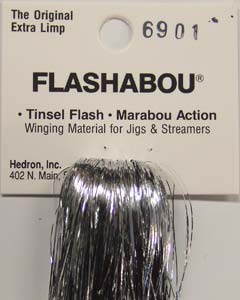 The Original
Extra Limp
6901
FLASHABOU®
• Tinsel Flash • Marabou Action
Winging Material for Jigs & Streamers
Hedron, Inc.
402 N. Main,